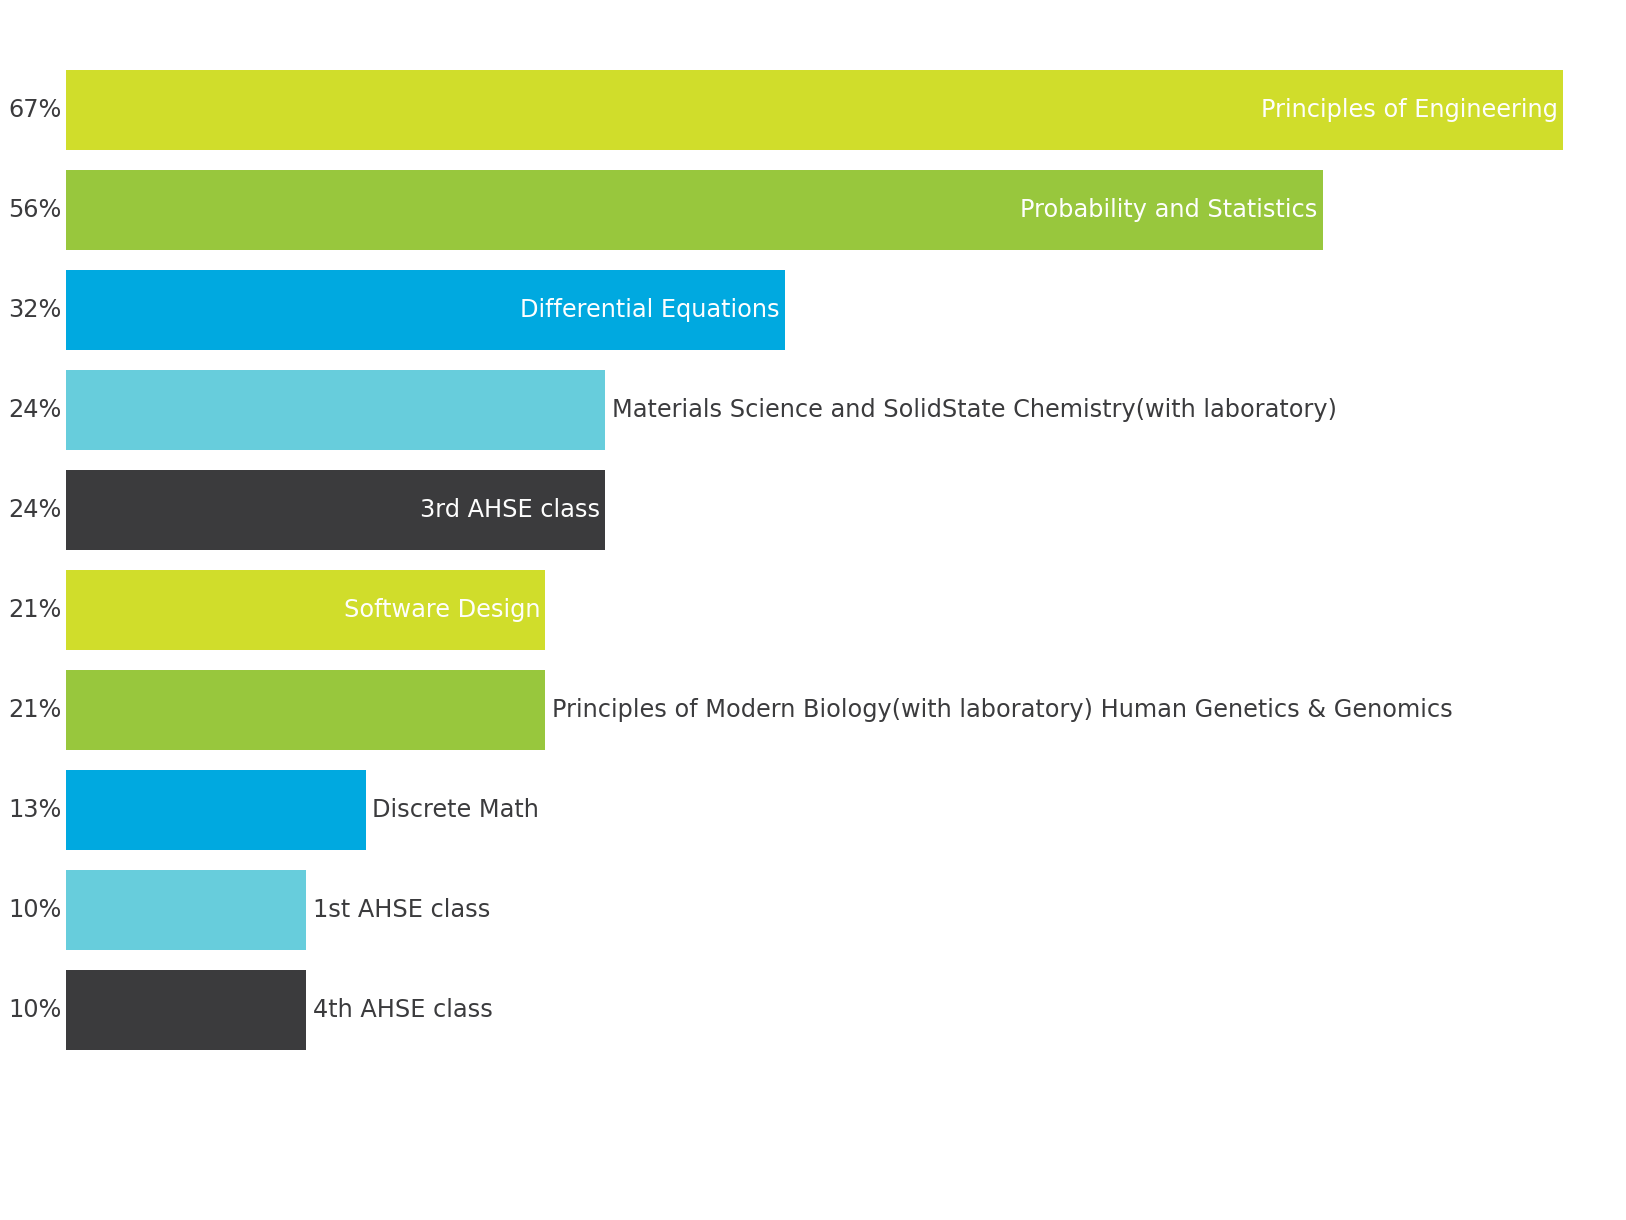 67% Principles of Engineering
56% Probability and Statistics
32% Differential Equations
24% Materials Science and SolidState Chemistry(with laboratory)
24% 3rd AHSE class
21% Software Design
21% Principles of Modern Biology(with laboratory) Human Genetics & Genomics
13% Discrete Math
10% 1st AHSE class
10% 4th AHSE class